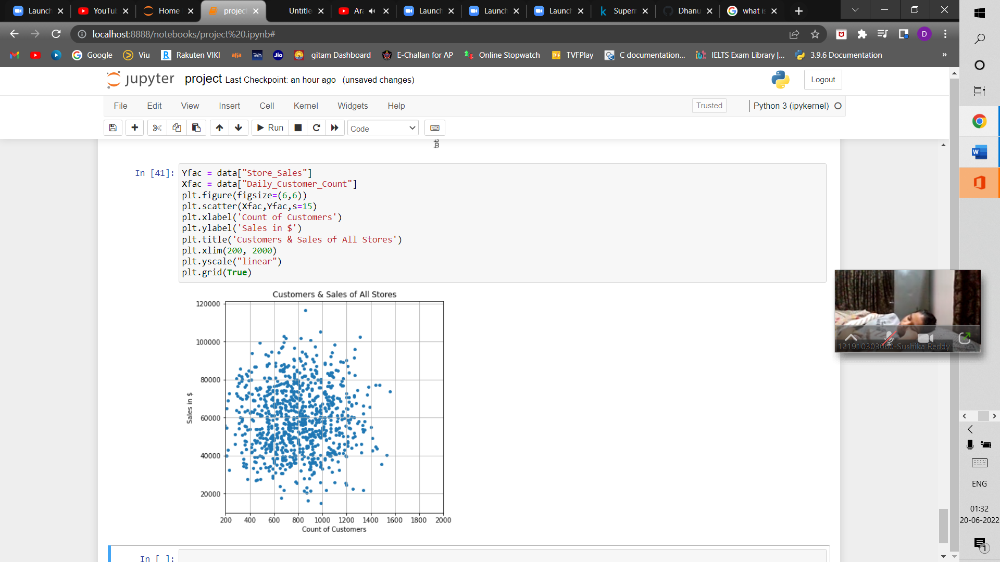 Launch
YouTu
Home
projec
Untitle
Ar
Launch
Launch
Launch
Superm
Dhanu
what is
localhost:8888/notebooks/project%20.ipynb#
D
Google
Viu
Rakuten VIKI
aha
Dh
Jio
gitam Dashboard
E-Challan for AP
Online Stopwatch
TVFPlay
C documentation...
IELTS Exam Library |...
3.9.6 Documentation
»
jupyter project Last Checkpoint: an hour ago (unsaved changes)
Logout
File Edit View Insert Cell Kernel Widgets Help
Trusted
Python 3 (ipykernel)
Run
Code
tot
In [41]:
Yfac = data["Store_Sales"]
Xfac = data["Daily_Customer_Count"]
plt.figure(figsize=(6,6))
plt.scatter(Xfac,Yfac,s=15)
plt.xlabel('Count of Customers')
plt.ylabel('Sales in $')
plt.title('Customers & Sales of All Stores')
plt.xlim(200, 2000)
plt.yscale("linear")
plt.grid(True)
Customers & Sales of All Stores
120000
100000
80000
60000
40000
20000
Sales in $
200 400 600 800 1000 1200 1400 1600 1800 2000
Count of Customers
In [ ]:
121910303060-Sushika Reddy
ENG
01:32
20-06-2022
1